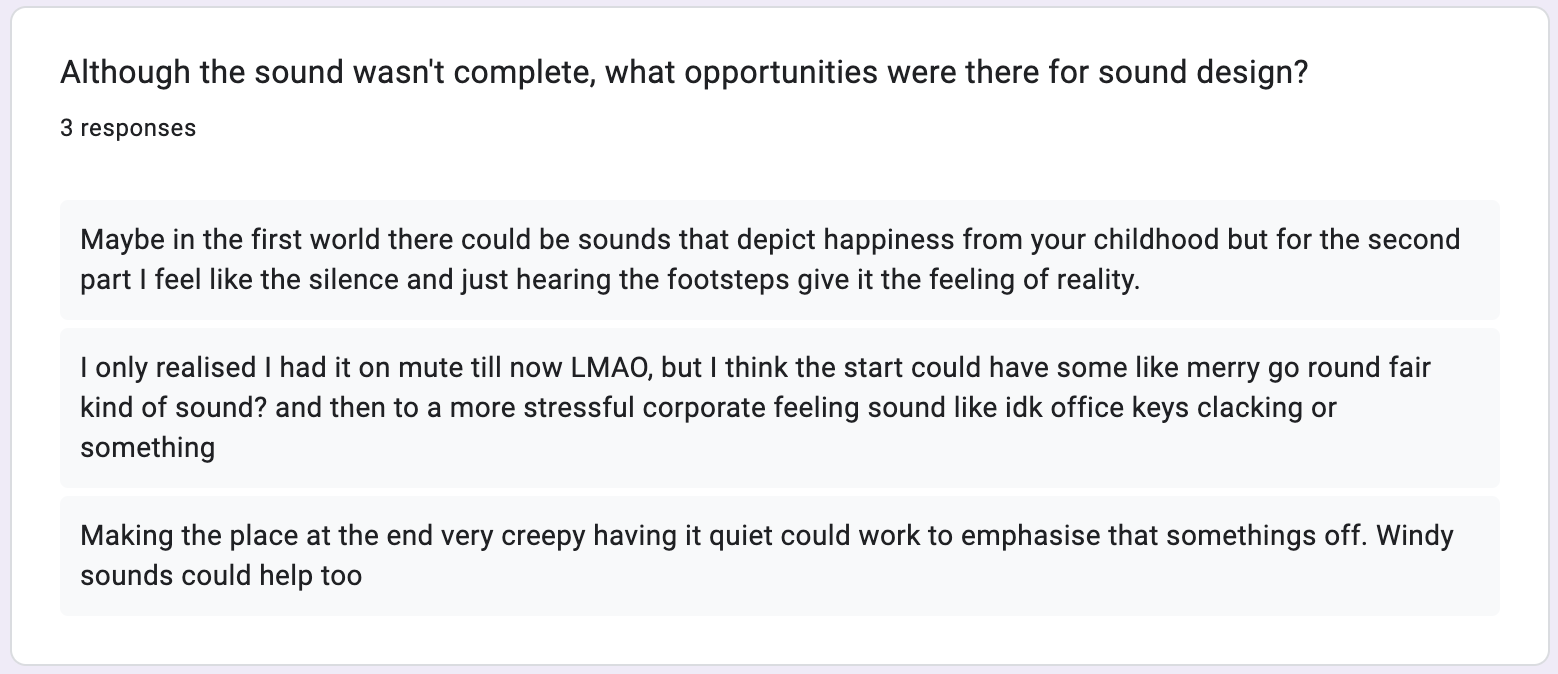 Although the sound wasn't complete, what opportunities were there for sound design?
3 responses
Maybe in the first world there could be sounds that depict happiness from your childhood but for the second
part I feel like the silence and just hearing the footsteps give it the feeling of reality.
I only realised I had it on mute till now LMAO, but I think the start could have some like merry go round fair
kind of sound? and then to a more stressful corporate feeling sound like idk office keys clacking or
something
Making the place at the end very creepy having it quiet could work to emphasise that somethings off. Windy
sounds could help too